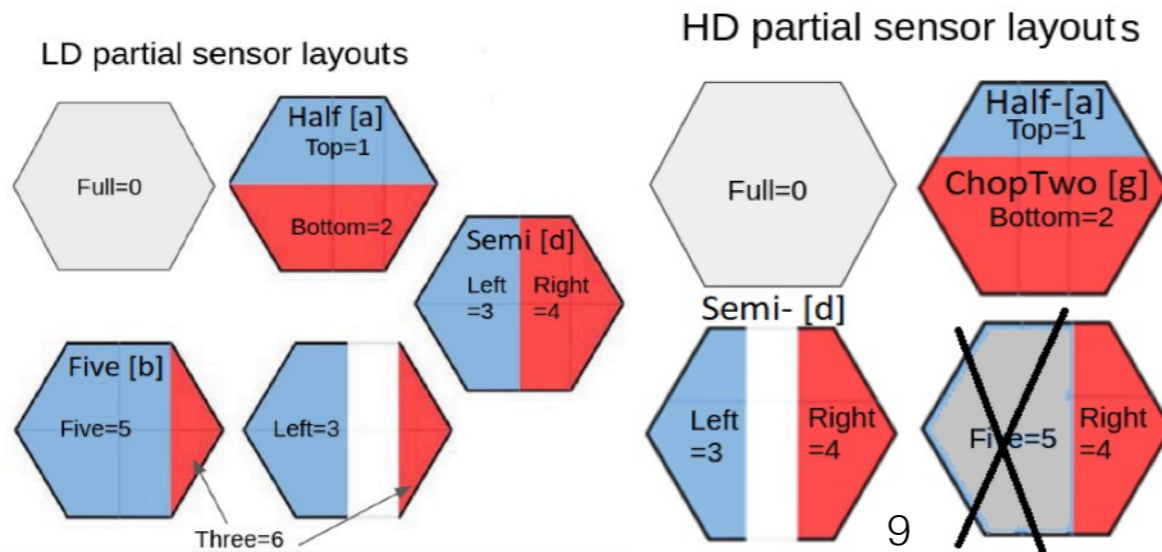 LD partial sensor layouts
Full=0
Half [a]
Top=1
Bottom=2
Semi [d]
Left
=3
Right
=4
Five [b]
Five=5
Left=3
Three=6
HD partial sensor layouts
Full=0
Half-[a]
Top=1
ChopTwo [g]
Bottom=2
Semi- [d]
Left
=3
Right
=4
Five=5
Right
=4
9